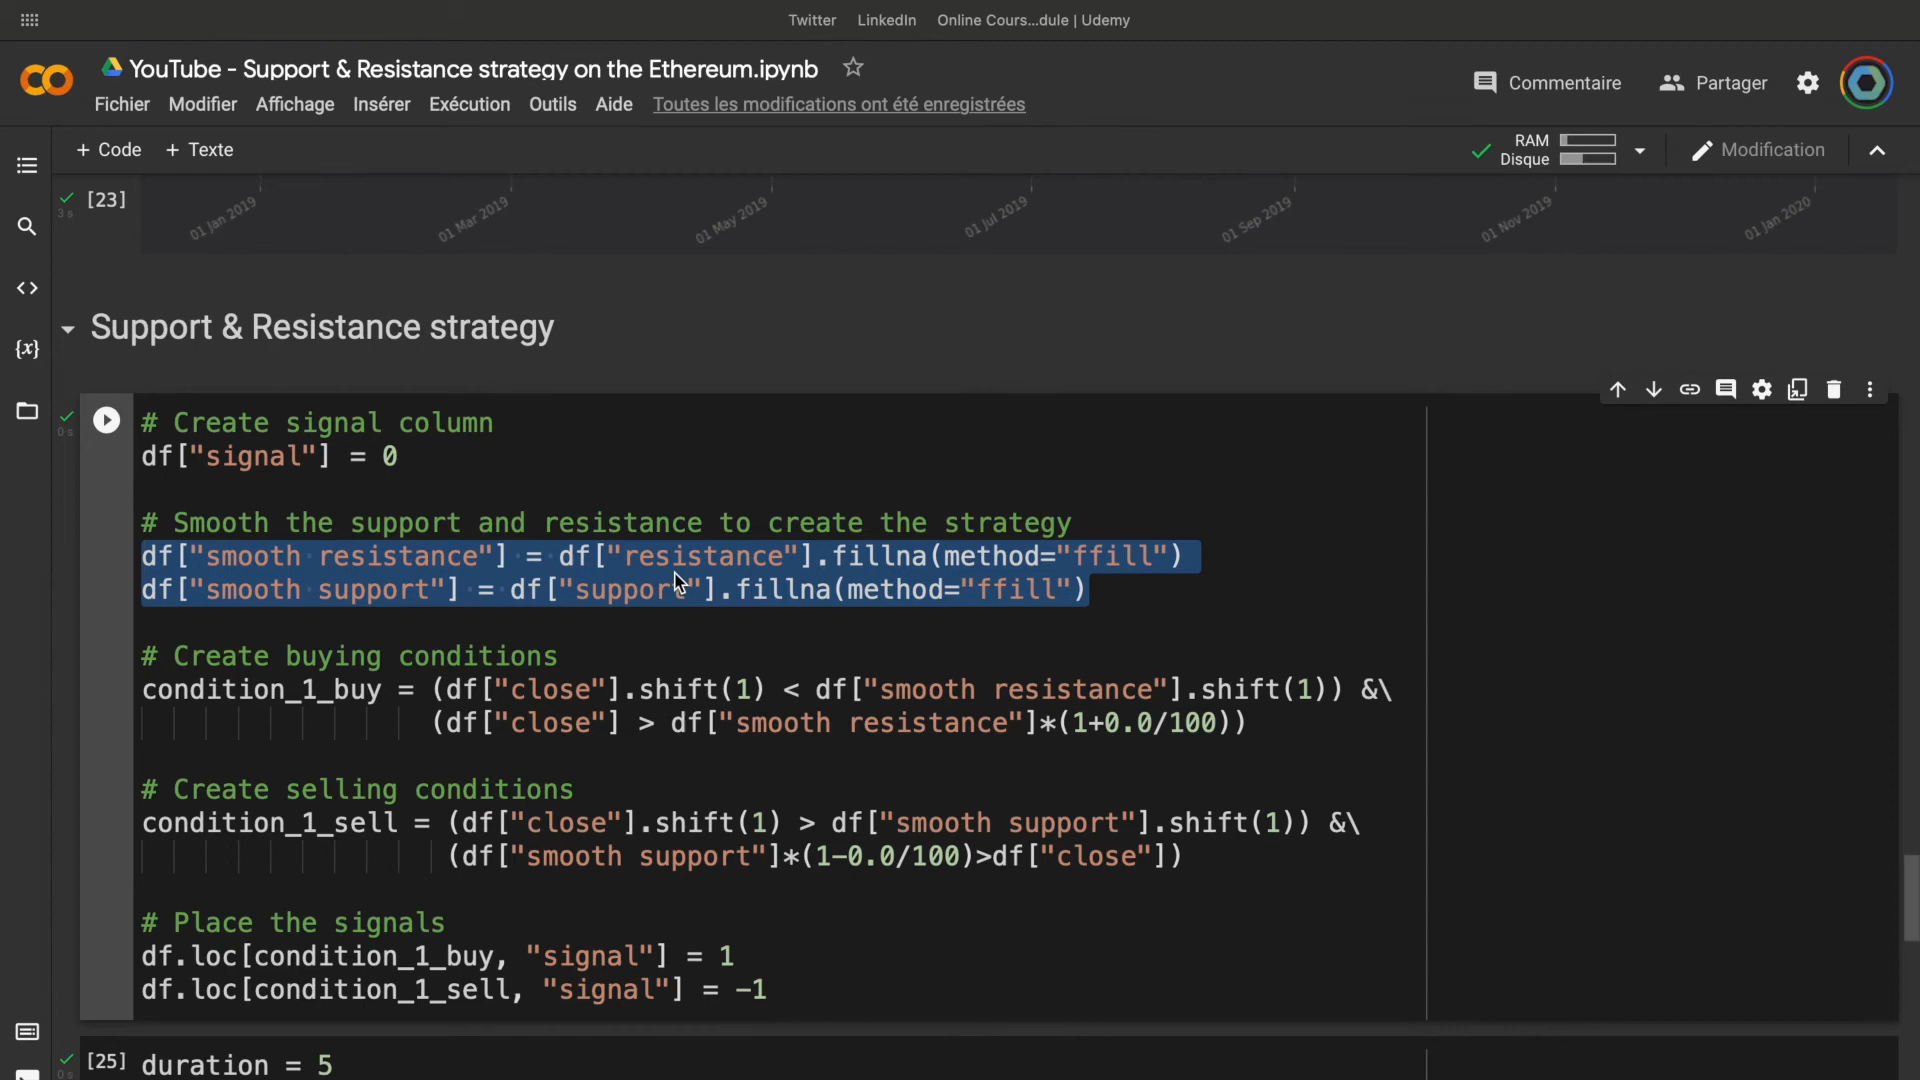 Twitter LinkedIn Online Cours...dule | Udemy
YouTube - Support & Resistance strategy on the Ethereum.ipynb
Commentaire Partager
Fichier Modifier Affichage Insérer Exécution Outils Aide Toutes les modifications ont été enregistrées
+ Code + Texte
RAM
Disque
Modification
[23]
3 s
01 Jan 2019 01 Mar 2019 01 May 2019 01 Jul 2019 01 Sep 2019 01 Nov 2019 01 Jan 2020
{x}
Support & Resistance strategy
0s
# Create signal column
df["signal"] = 0
# Smooth the support and resistance to create the strategy
df["smooth resistance"] = df["resistance"].fillna(method="ffill")
df["smooth support"] = df["support"].fillna(method="ffill")
# Create buying conditions
condition_1_buy = (df["close"].shift(1) < df["smooth resistance"].shift(1)) &\
(df["close"] > df["smooth resistance"]*(1+0.0/100))
# Create selling conditions
condition_1_sell = (df["close"].shift(1) > df["smooth support"].shift(1)) &\
(df["smooth support"]*(1-0.0/100)>df["close"])
# Place the signals
df.loc[condition_1_buy, "signal"] = 1
df.loc[condition_1_sell, "signal"] = -1
[25] duration = 5
0s